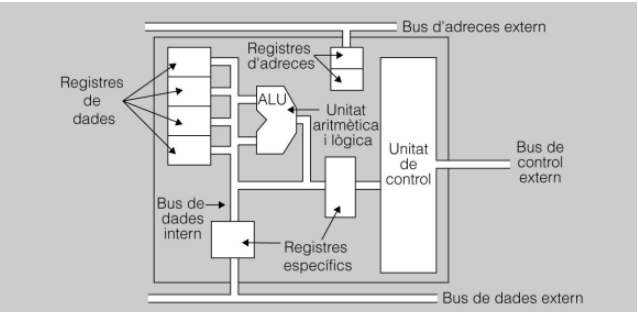 Bus d'adreces extern
Registres
d'adreces
Registres
de
dades
ALU
Unitat
aritmètica
i lògica
Unitat
de
control
Bus de
control
extern
Bus de
dades
intern
Registres
específics
Bus de dades extern